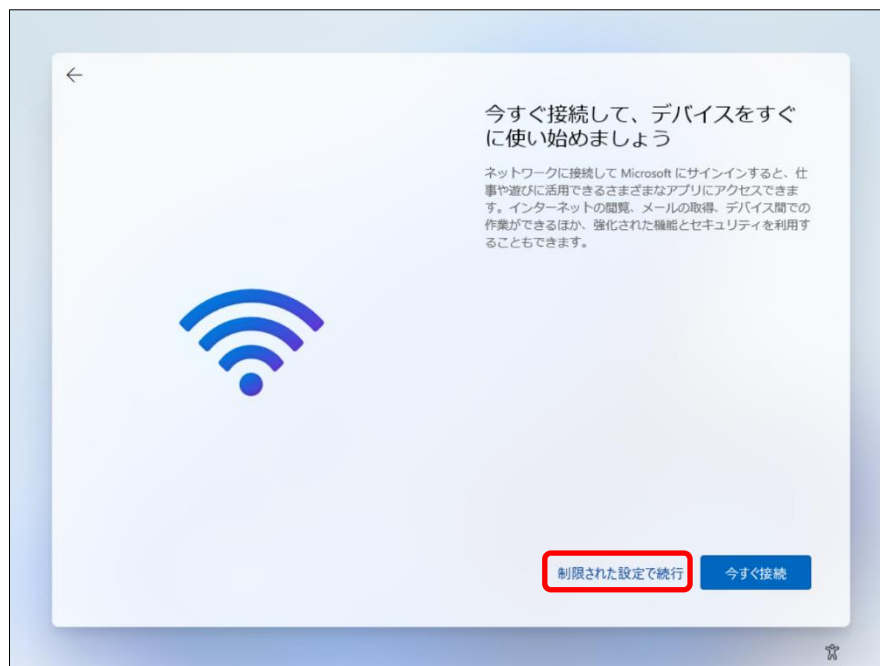 今すぐ接続して、デバイスをすぐ
に使い始めましょう
ネットワークに接続して Microsoft にサインインすると、仕
事や遊びに活用できるさまざまなアプリにアクセスできま
す。インターネットの閲覧、メールの取得、デバイス間での
作業ができるほか、強化された機能とセキュリティを利用す
ることもできます。
制限された設定で続行
今すぐ接続